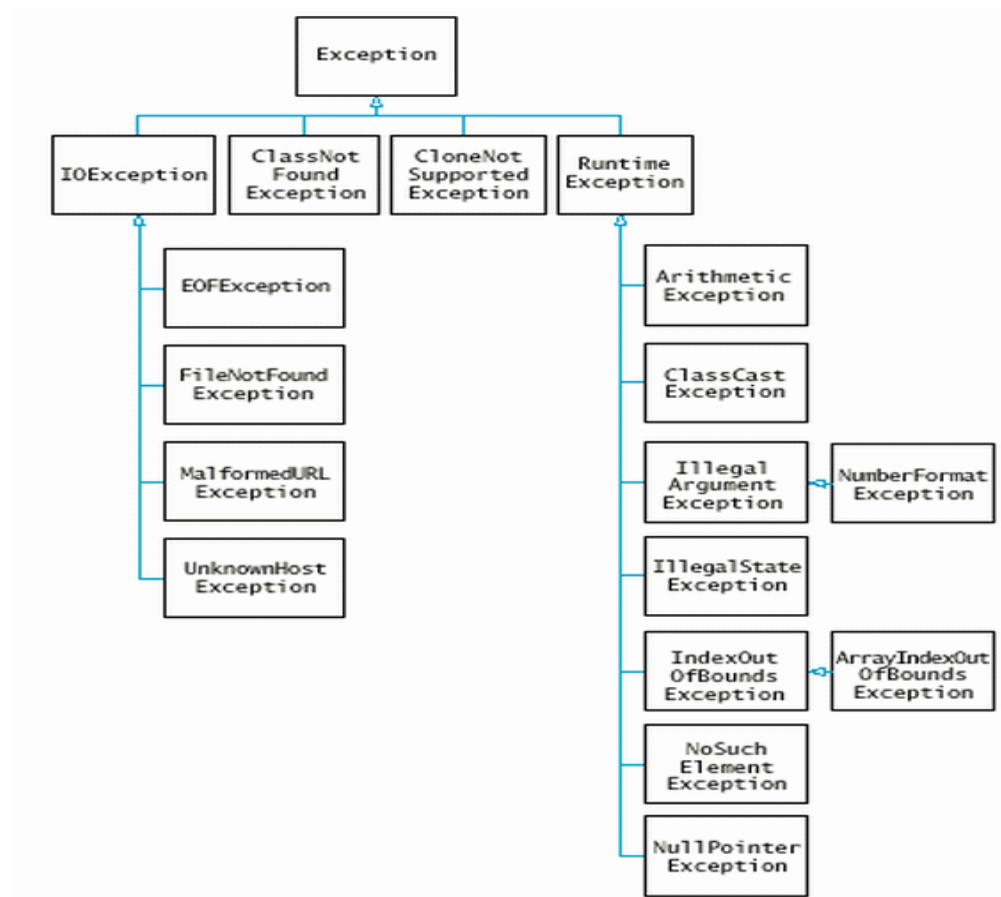 Exception
IOException
ClassNot
Found
Exception
CloneNot
Supported
Exception
Runtime
Exception
EOFException
FileNotFound
Exception
MalformedURL
Exception
UnknownHost
Exception
Arithmetic
Exception
ClassCast
Exception
Illegal
Argument
Exception
NumberFormat
Exception
IllegalState
Exception
IndexOut
OfBounds
Exception
ArrayIndexOut
OfBounds
Exception
NoSuch
Element
Exception
NullPointer
Exception